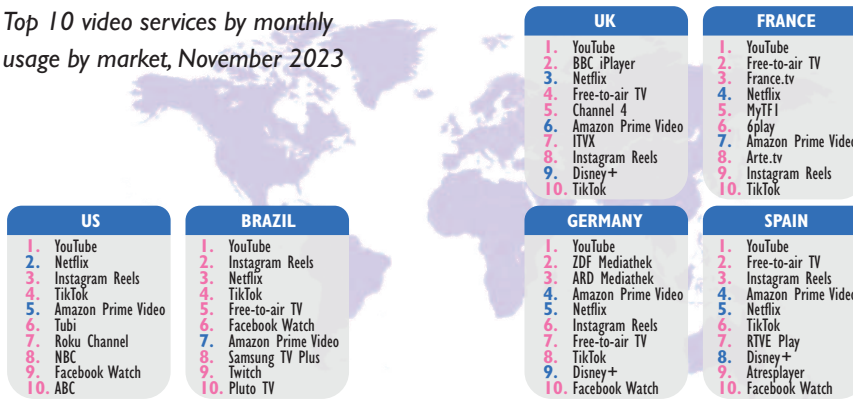 Top 10 video services by monthly
usage by market, November 2023
UK
1. YouTube
2. BBC iPlayer
3. Netflix
4. Free-to-air TV
5. Channel 4
6. Amazon Prime Video
7. ITVX
8. Instagram Reels
9. Disney+
10. TikTok
FRANCE
1. YouTube
2. Free-to-air TV
3. France.tv
4. Netflix
5. MyTF1
6. 6play
7. Amazon Prime Video
8. Arte.tv
9. Instagram Reels
10. TikTok
US
1. YouTube
2. Netflix
3. Instagram Reels
4. TikTok
5. Amazon Prime Video
6. Tubi
7. Roku Channel
8. NBC
9. Facebook Watch
10. ABC
BRAZIL
1. YouTube
2. Instagram Reels
3. Netflix
4. TikTok
5. Free-to-air TV
6. Facebook Watch
7. Amazon Prime Video
8. Samsung TV Plus
9. Twitch
10. Pluto TV
GERMANY
1. YouTube
2. ZDF Mediathek
3. ARD Mediathek
4. Amazon Prime Video
5. Netflix
6. Instagram Reels
7. Free-to-air TV
8. TikTok
9. Disney+
10. Facebook Watch
SPAIN
1. YouTube
2. Free-to-air TV
3. Instagram Reels
4. Amazon Prime Video
5. Netflix
6. TikTok
7. RTVE Play
8. Disney+
9. Atresplayer
10. Facebook Watch